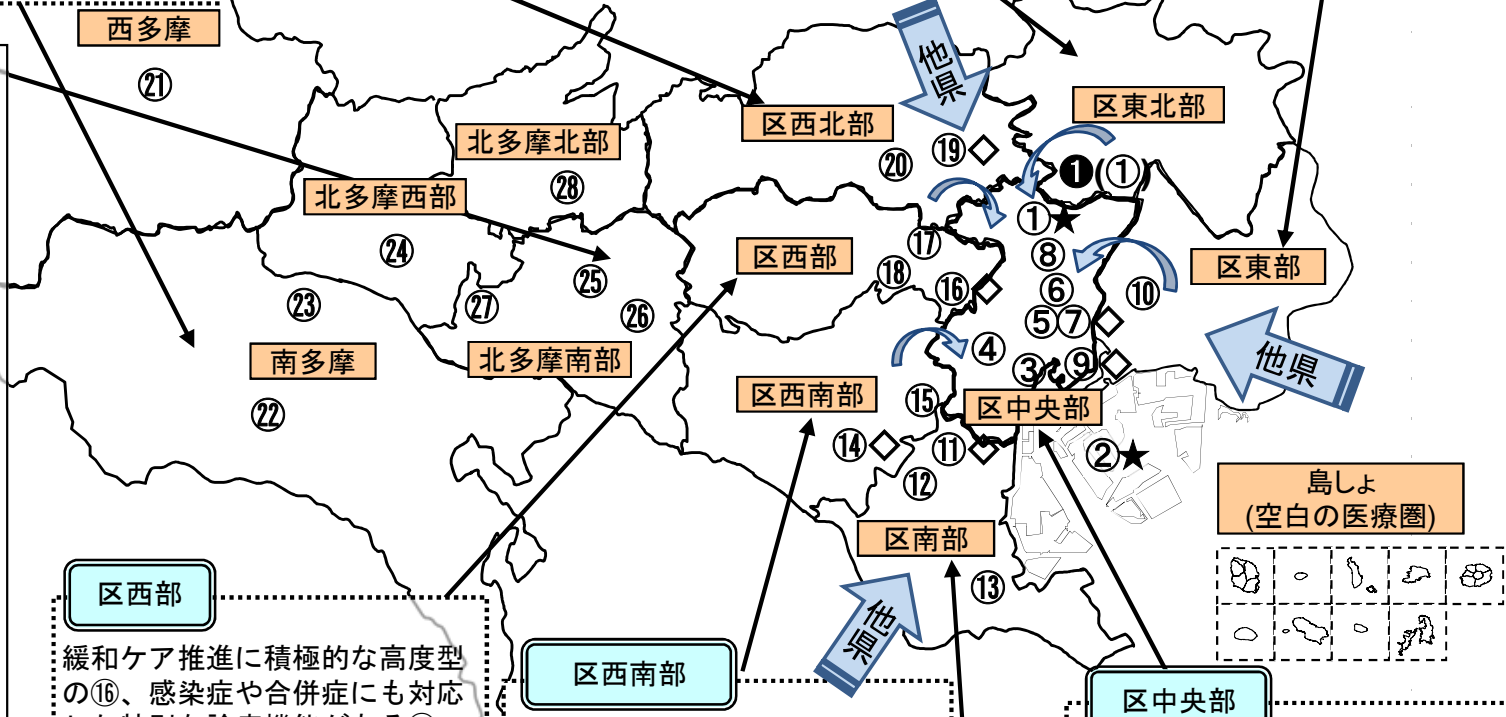 西多摩
㉑
他県
区東北部
区西北部
北多摩北部
⑲◇
⑳
❶(①)
㉘
北多摩西部
①★
⑰
㉔
区西部
⑧
区東部
⑱
㉕
⑯◇
⑥
⑩
㉓
㉗
㉖
⑤⑦
◇
④
他県
南多摩
北多摩南部
③
⑨
◇
区西南部
⑮
区中央部
㉒
⑭◇
⑪◇
②★
⑫
島しょ
(空白の医療圏)
区南部
⑬
他県
区西部
緩和ケア推進に積極的な高度型
の⑯、感染症や合併症にも対応
区西南部
区中央部